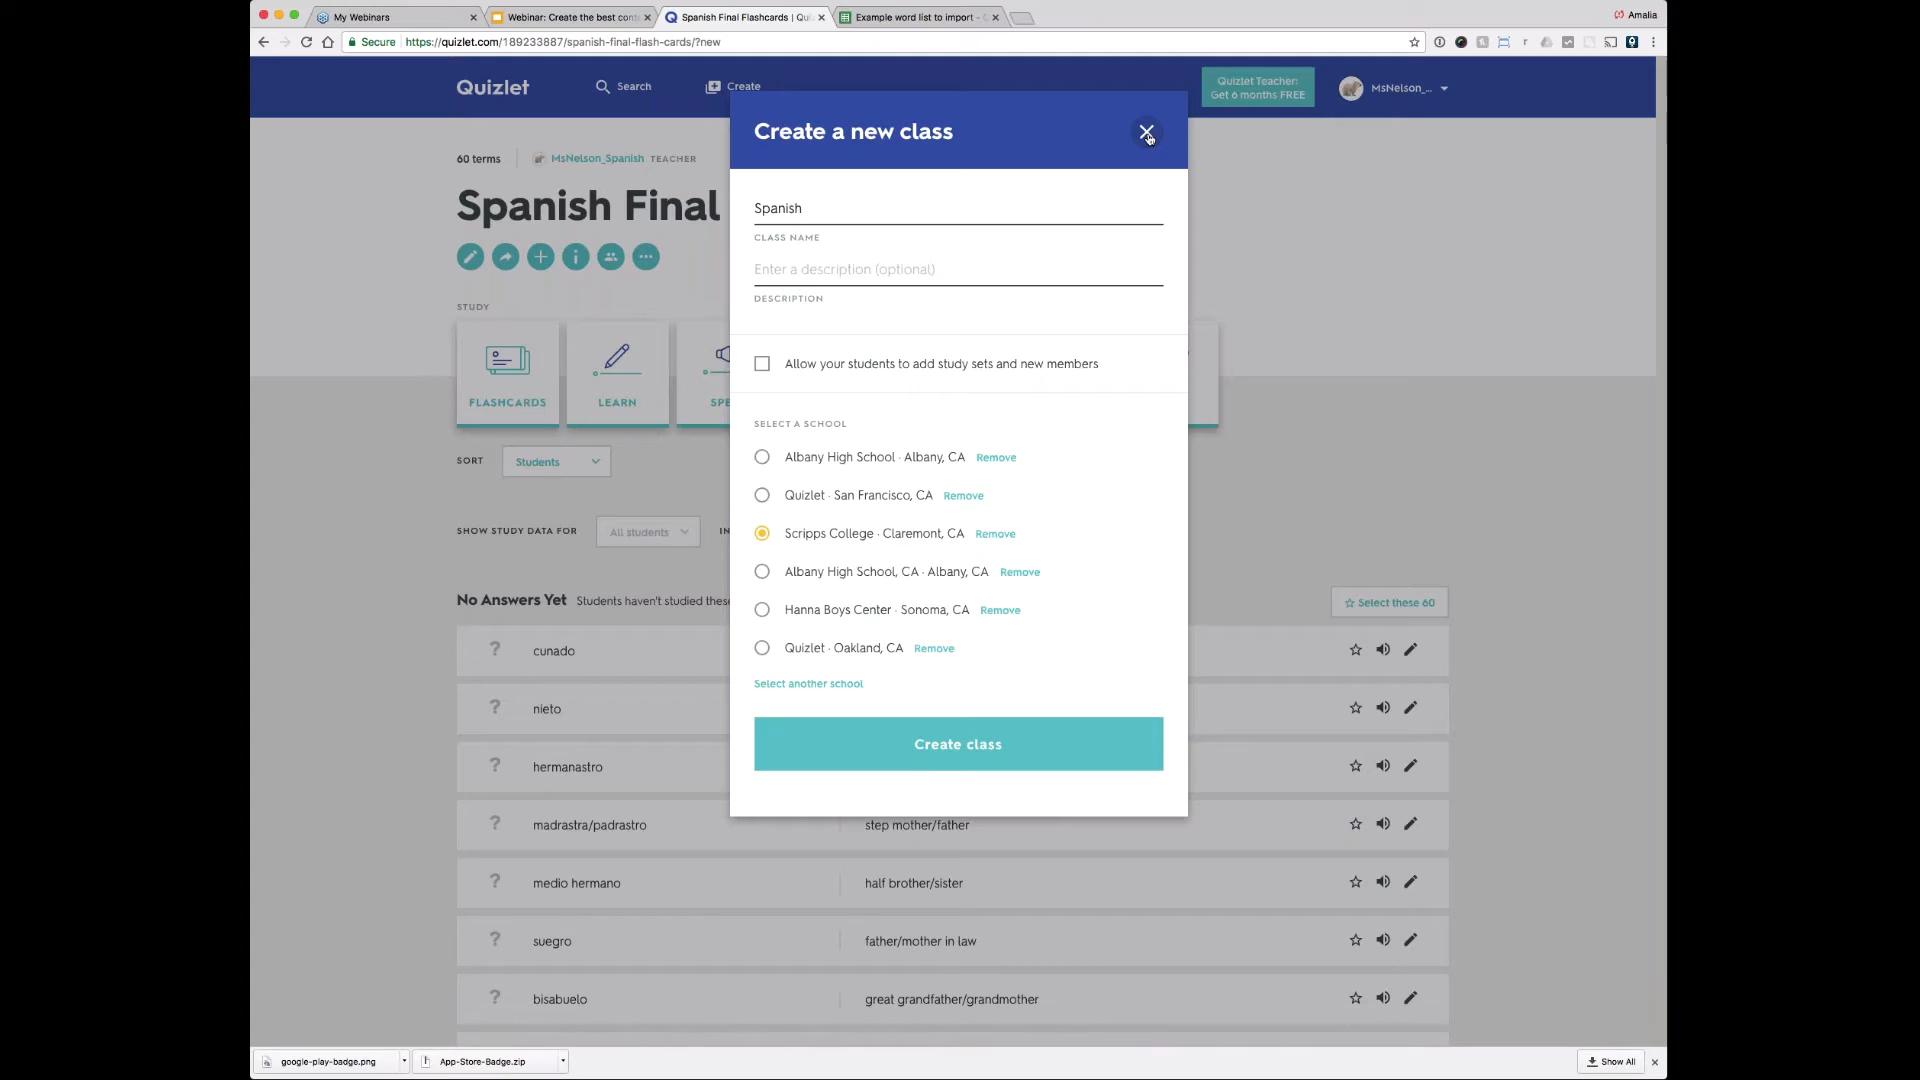 My Webinars
Webinar: Create the best cont
Spanish Final Flashcards | Qui
Example word list to import -
Amalia
Secure
https://quizlet.com/189233887/spanish-final-flash-cards/?new
Quizlet
Search
Create
Quizlet Teacher:
Get 6 months FREE
MsNelson_...
Create a new class
60 terms
MsNelson_Spanish TEACHER
Spanish Final
Spanish
CLASS NAME
Enter a description (optional)
DESCRIPTION
STUDY
FLASHCARDS
LEARN
SPE
Allow your students to add study sets and new members
SELECT A SCHOOL
Albany High School · Albany, CA Remove
Quizlet · San Francisco, CA Remove
Scripps College · Claremont, CA Remove
Albany High School, CA · Albany, CA Remove
Hanna Boys Center · Sonoma, CA Remove
Quizlet · Oakland, CA Remove
Select another school
Create class
SORT
Students
SHOW STUDY DATA FOR
All students
IN
No Answers Yet Students haven't studied these
Select these 60
? cunado
? nieto
? hermanastro
? madrastra/padrastro step mother/father
? medio hermano half brother/sister
? suegro father/mother in law
? bisabuelo great grandfather/grandmother
google-play-badge.png
App-Store-Badge.zip
Show All